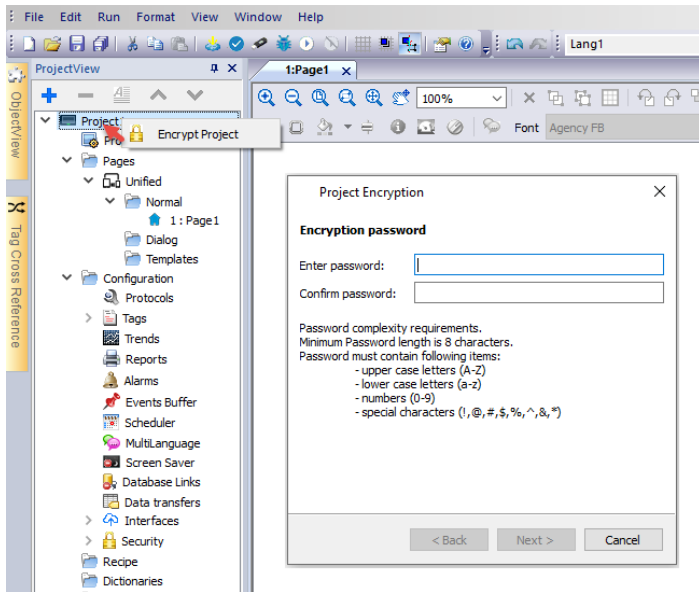 File Edit Run Format View Window Help
Lang1
ProjectView
1:Page1
ObjectView
Tag Cross Reference
100%
Font Agency FB
Project
Encrypt Project
Pages
Unified
Normal
1 : Page1
Dialog
Templates
Configuration
Protocols
Tags
Trends
Reports
Alarms
Events Buffer
Scheduler
MultiLanguage
Screen Saver
Database Links
Data transfers
Interfaces
Security
Recipe
Dictionaries
Project Encryption
Encryption password
Enter password:
Confirm password:
Password complexity requirements.
Minimum Password length is 8 characters.
Password must contain following items:
- upper case letters (A-Z)
- lower case letters (a-z)
- numbers (0-9)
- special characters (!,@,#,$,%,^,&,*)
< Back Next > Cancel